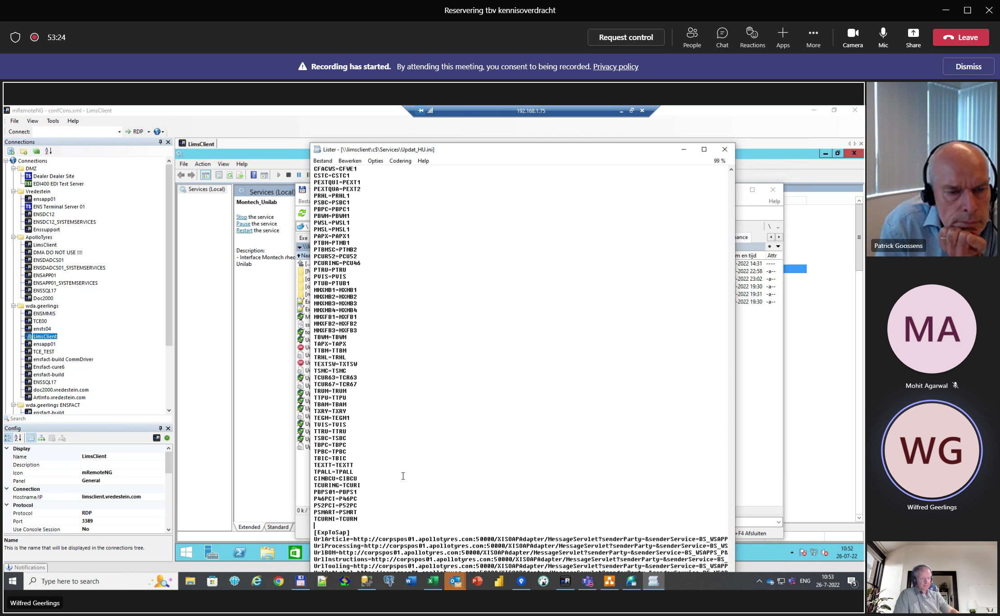 Reservering tbv kennisoverdracht
53:24
Request control
People
Chat
Reactions
Apps
More
Camera
Mic
Share
Leave
Recording has started. By attending this meeting, you consent to being recorded. Privacy policy
Dismiss
mRemoteNG - confCons.xml - LimsClient
192.168.1.75
File View Tools Help
Connect:
RDP
Connections
Connections
DMZ
Dealer Dealer Site
EDI400 EDI Test Server
Vredestein
ensapp01
ENS Terminal Server 01
ENSDC12
ENSDC12_SYSTEMSERVICES
Enssupport
ApolloTyres
LimsClient
DMA DO NOT USE !!!!
ENSDADCS01
ENSDADCS01_SYSTEMSERVICES
ENSAPP01
ENSAPP01_SYSTEMSERVICES
ENSSQL17
Doc2000
wda.geerlings
ENSMMIS
TCE00
ensts04
LimsClient
ensapp01
TCE_TEST
ensfact-build CommDriver
Ensfact-cure6
ensfact-build
ENSSQL17
doc2000.vredestein.com
ArtInfo.vredestein.com
wda.geerlings ENSFACT
ensfact-build
Search
Config
Display
Name LimsClient
Description
Icon mRemoteNG
Panel General
Connection
Hostname/IP limsclient.vredestein.com
Protocol
Protocol RDP
Port 3389
Use Console Session No
Name
This is the name that will be displayed in the connections tree.
Notifications
LimsClient
File Action View Help
Services (Local)
Services (Local)
Montech_Unilab
Stop the service
Pause the service
Restart the service
Description:
- Interface Montech rheo
Unilab
Extended Standard
Lister - [\\limsclient\c$\Services\Updat_HU.ini]
Bestand Bewerken Opties Codering Help
99 %
CFACWS=CFWE1
CSTC=CSTC1
PEXTQUI=PEXT1
PEXTQUA=PEXT2
PRHL=PRHL1
PSBC=PSBC1
PBPC=PBPC1
PBWM=PBWM1
PWSL=PWSL1
PMSL=PMSL1
PAPX=PAPX1
PTBM=PTMB1
PTBMSC=PTMB2
PCUR52=PCU52
PCURING=PCU46
PTRU=PTRU
PVIS=PVIS
PTUB=PTUB1
MMXMB1=MXMB1
MMXMB2=MXMB2
MMXMB3=MXMB3
MMXMB4=MXMB4
MMXFB1=MXFB1
MMXFB2=MXFB2
MMXFB3=MXFB3
TBWM=TBWM
TAPX=TAPX
TTBM=TTBM
TRHL=TRHL
TEXTSW=TXTSW
TSMC=TSMC
TCUR63=TCR63
TCUR67=TCR67
TRUM=TRUM
TTPU=TTPU
TBAM=TBAM
TXRY=TXRY
TEGM=TEGM1
TVIS=TVIS
TTRU=TTRU
TSBC=TSBC
TBPC=TBPC
TPBC=TPBC
TBIC=TBIC
TEXTT=TEXTT
TPALL=TPALL
CINBCU=CIBCU
TCURING=TCURI
PBPS01=PBPS1
P46PCI=P46PC
P52PCI=P52PC
PSMART=PSMRT
TCURNI=TCURN
[ExpToSap]
UrlArticle=http://corpspos01.apollotyres.com:50000/XISOAPAdapter/MessageServlet?senderParty=&senderService=BS_WSAPP
UrlProcessing=http://corpspos01.apollotyres.com:50000/XISOAPAdapter/MessageServlet?senderParty=&senderService=BS_WS
UrlBOM=http://corpspos01.apollotyres.com:50000/XISOAPAdapter/MessageServlet?senderParty=&senderService=BS_WSAPPS_P&
UrlInstructions=http://corpspos01.apollotyres.com:50000/XISOAPAdapter/MessageServlet?senderParty=&senderService=BS_
UrlTooling=http://corpspos01.apollotyres.com:50000/XISOAPAdapter/MessageServlet?senderParty=&senderService=BS_WSAPP
Help
Exe
0 k /
m en tijd Attr
-2022 14:31 ----
-2022 22:58 -a--
-2022 23:02 -a--
-2022 19:30 -a--
-2022 19:31 -a--
-2022 19:30 -a--
+F4 Afsluiten
10:52
26-07-22
Type here to search
ENG
10:53
26-7-2022
5
Wilfred Geerlings
Patrick Goossens
MA
Mohit Agarwal
WG
Wilfred Geerlings